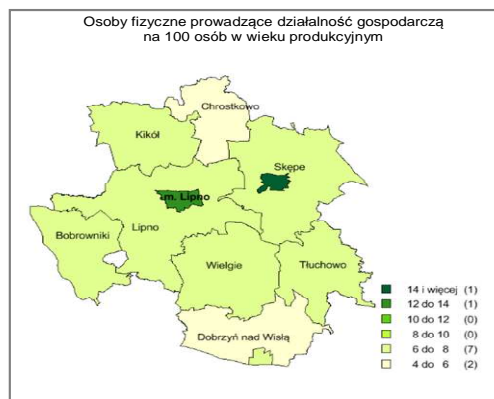 Osoby fizyczne prowadzące działalność gospodarczą
na 100 osób w wieku produkcyjnym
Chrostkowo
Kikół
Skępe
m. Lipno
Bobrowniki
Lipno
Wielgie
Tłuchowo
Dobrzyń nad Wisłą
14 i więcej (1)
12 do 14 (1)
10 do 12 (0)
8 do 10 (0)
6 do 8 (7)
4 do 6 (2)